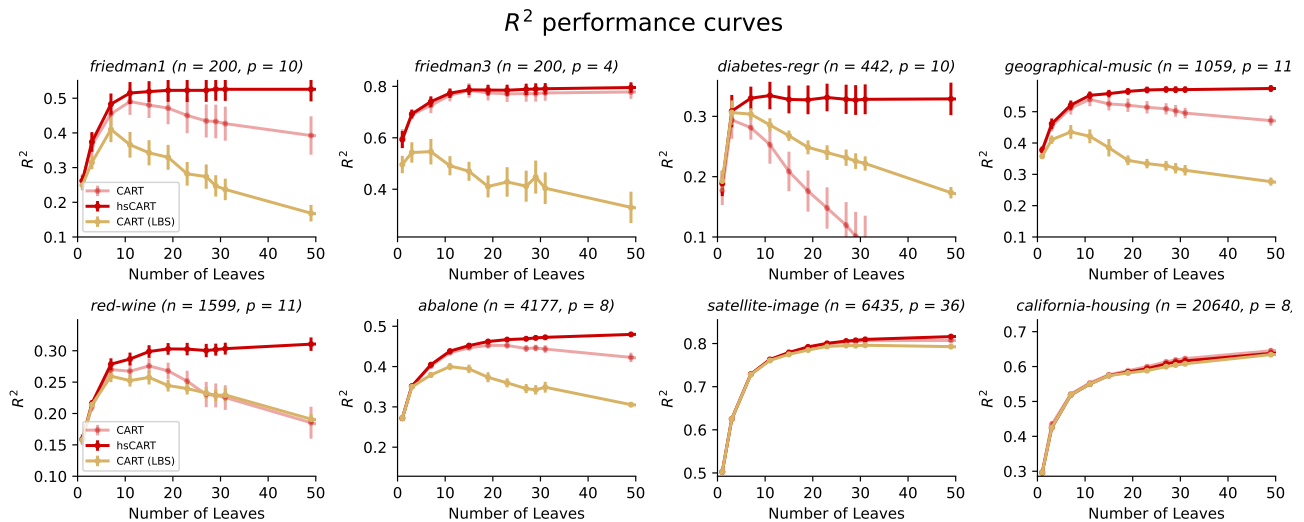 R² performance curves
friedman1 (n = 200, p = 10)
friedman3 (n = 200, p = 4)
diabetes-regr (n = 442, p = 10)
geographical-music (n = 1059, p = 11
R²
0.5
0.4
0.3
0.2
0.1
CART
hsCART
CART (LBS)
0 10 20 30 40 50
Number of Leaves
R²
0.8
0.6
0.4
0 10 20 30 40 50
Number of Leaves
R²
0.3
0.2
0.1
0 10 20 30 40 50
Number of Leaves
R²
0.5
0.4
0.3
0.2
0.1
0 10 20 30 40 50
Number of Leaves
red-wine (n = 1599, p = 11)
abalone (n = 4177, p = 8)
satellite-image (n = 6435, p = 36)
california-housing (n = 20640, p = 8,
R²
0.30
0.25
0.20
0.15
0.10
CART
hsCART
CART (LBS)
0 10 20 30 40 50
Number of Leaves
R²
0.5
0.4
0.3
0.2
0 10 20 30 40 50
Number of Leaves
R²
0.8
0.7
0.6
0.5
0 10 20 30 40 50
Number of Leaves
R²
0.7
0.6
0.5
0.4
0.3
0 10 20 30 40 50
Number of Leaves